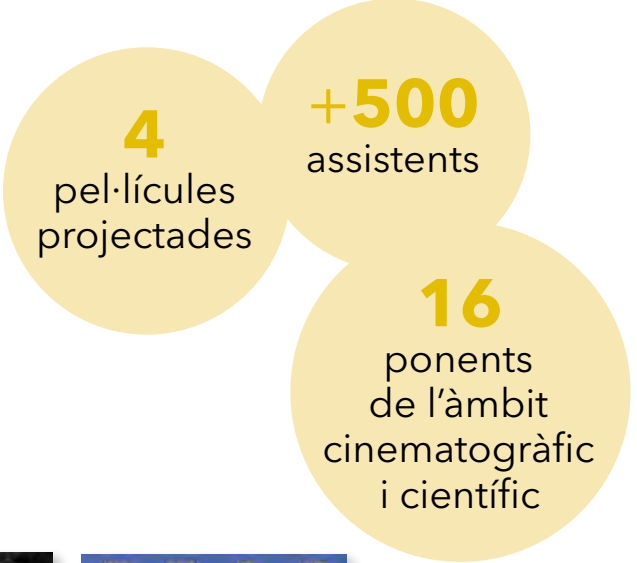 4
pel·lícules
projectades
+500
assistents
16
ponents
de l’àmbit
cinematogràfic
i científic